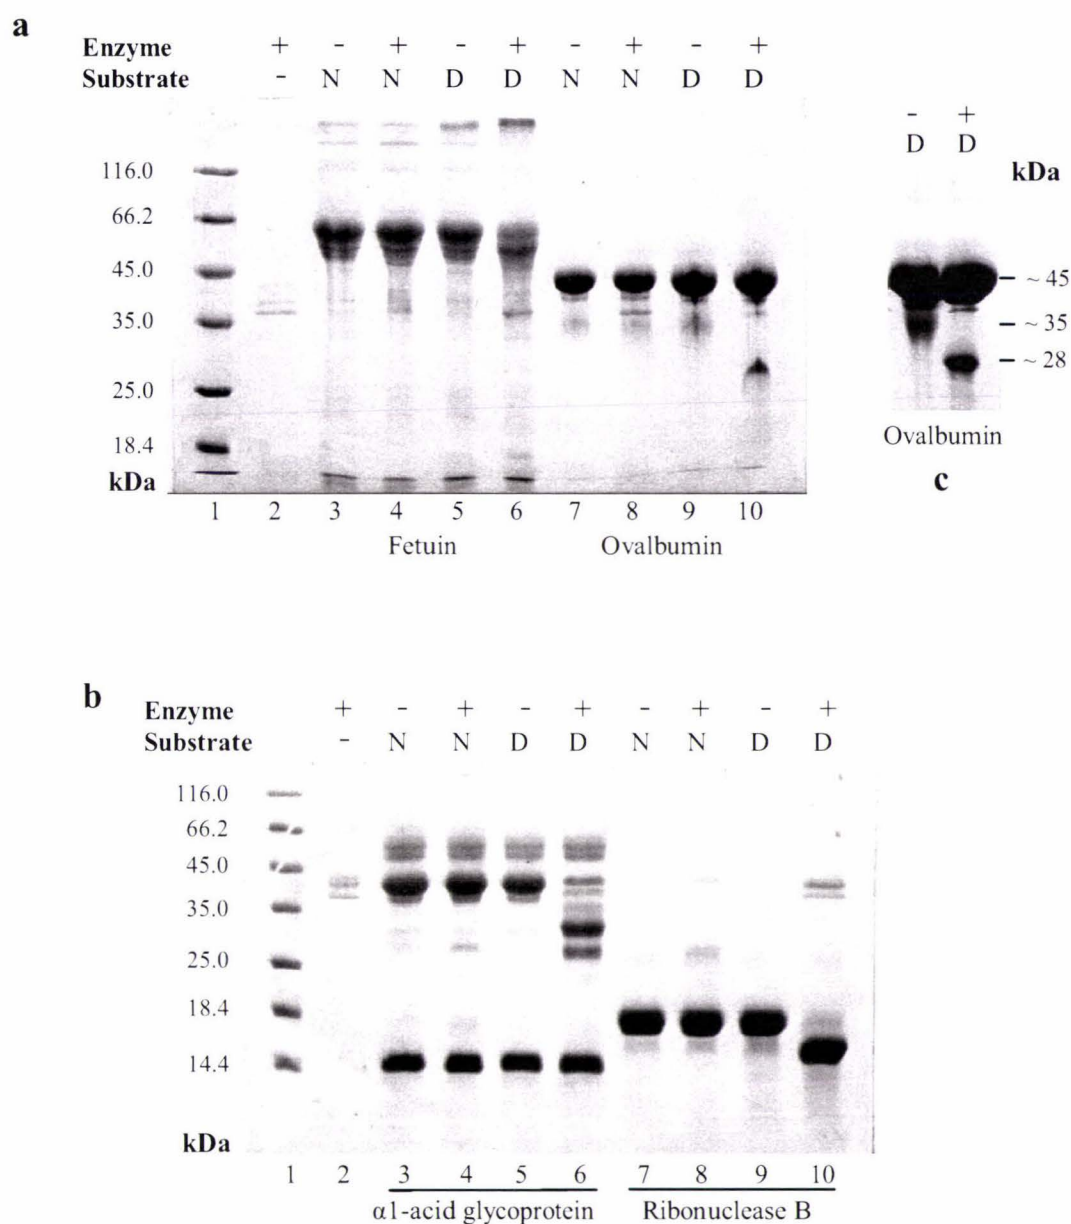 a
Enzyme + - + - + - + - +
Substrate - N N D D N N D D
- +
D D
kDa
116.0
66.2
45.0
35.0
25.0
18.4
kDa
~ 45
~ 35
~ 28
1 2 3 4 5 6 7 8 9 10
Fetuin Ovalbumin
Ovalbumin
c
b
Enzyme + - + - + - + - +
Substrate - N N D D N N D D
116.0
66.2
45.0
35.0
25.0
18.4
14.4
kDa
1 2 3 4 5 6 7 8 9 10
α1-acid glycoprotein Ribonuclease B